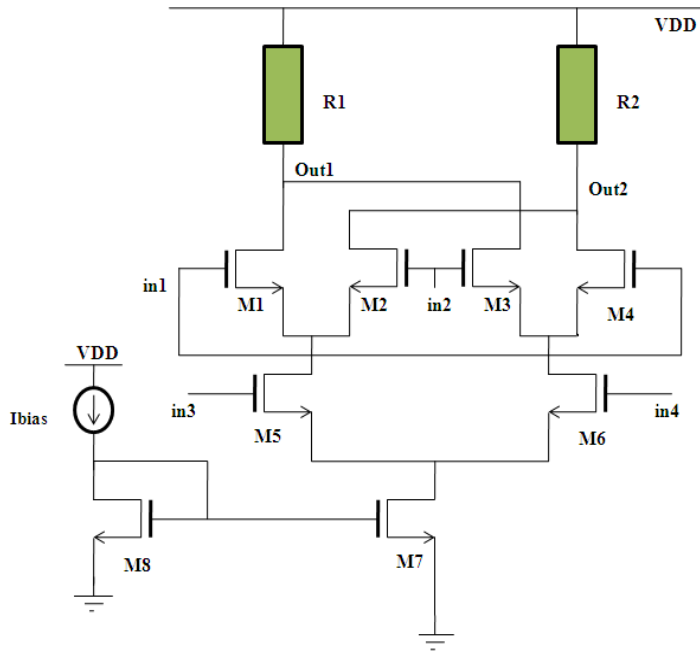 VDD
R1
R2
Out1
Out2
in1
M1
M2
in2
M3
M4
VDD
Ibias
in3
M5
M6
in4
M8
M7